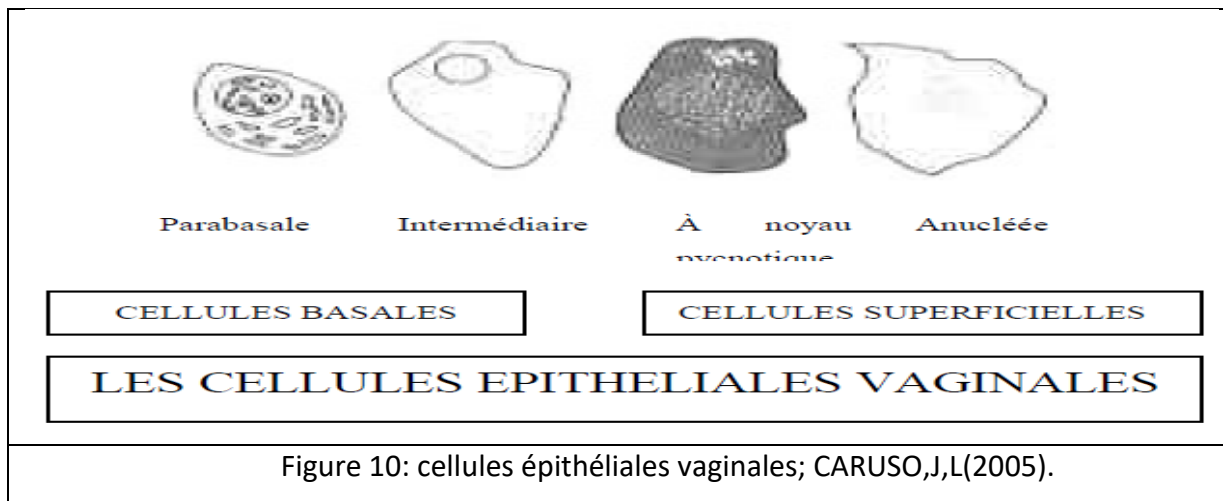 Parabasale Intermédiaire À noyau Anucléée
pycnotique
CELLULES BASALES CELLULES SUPERFICIELLES
LES CELLULES EPITHELIALES VAGINALES
Figure 10: cellules épithéliales vaginales; CARUSO,J,L(2005).